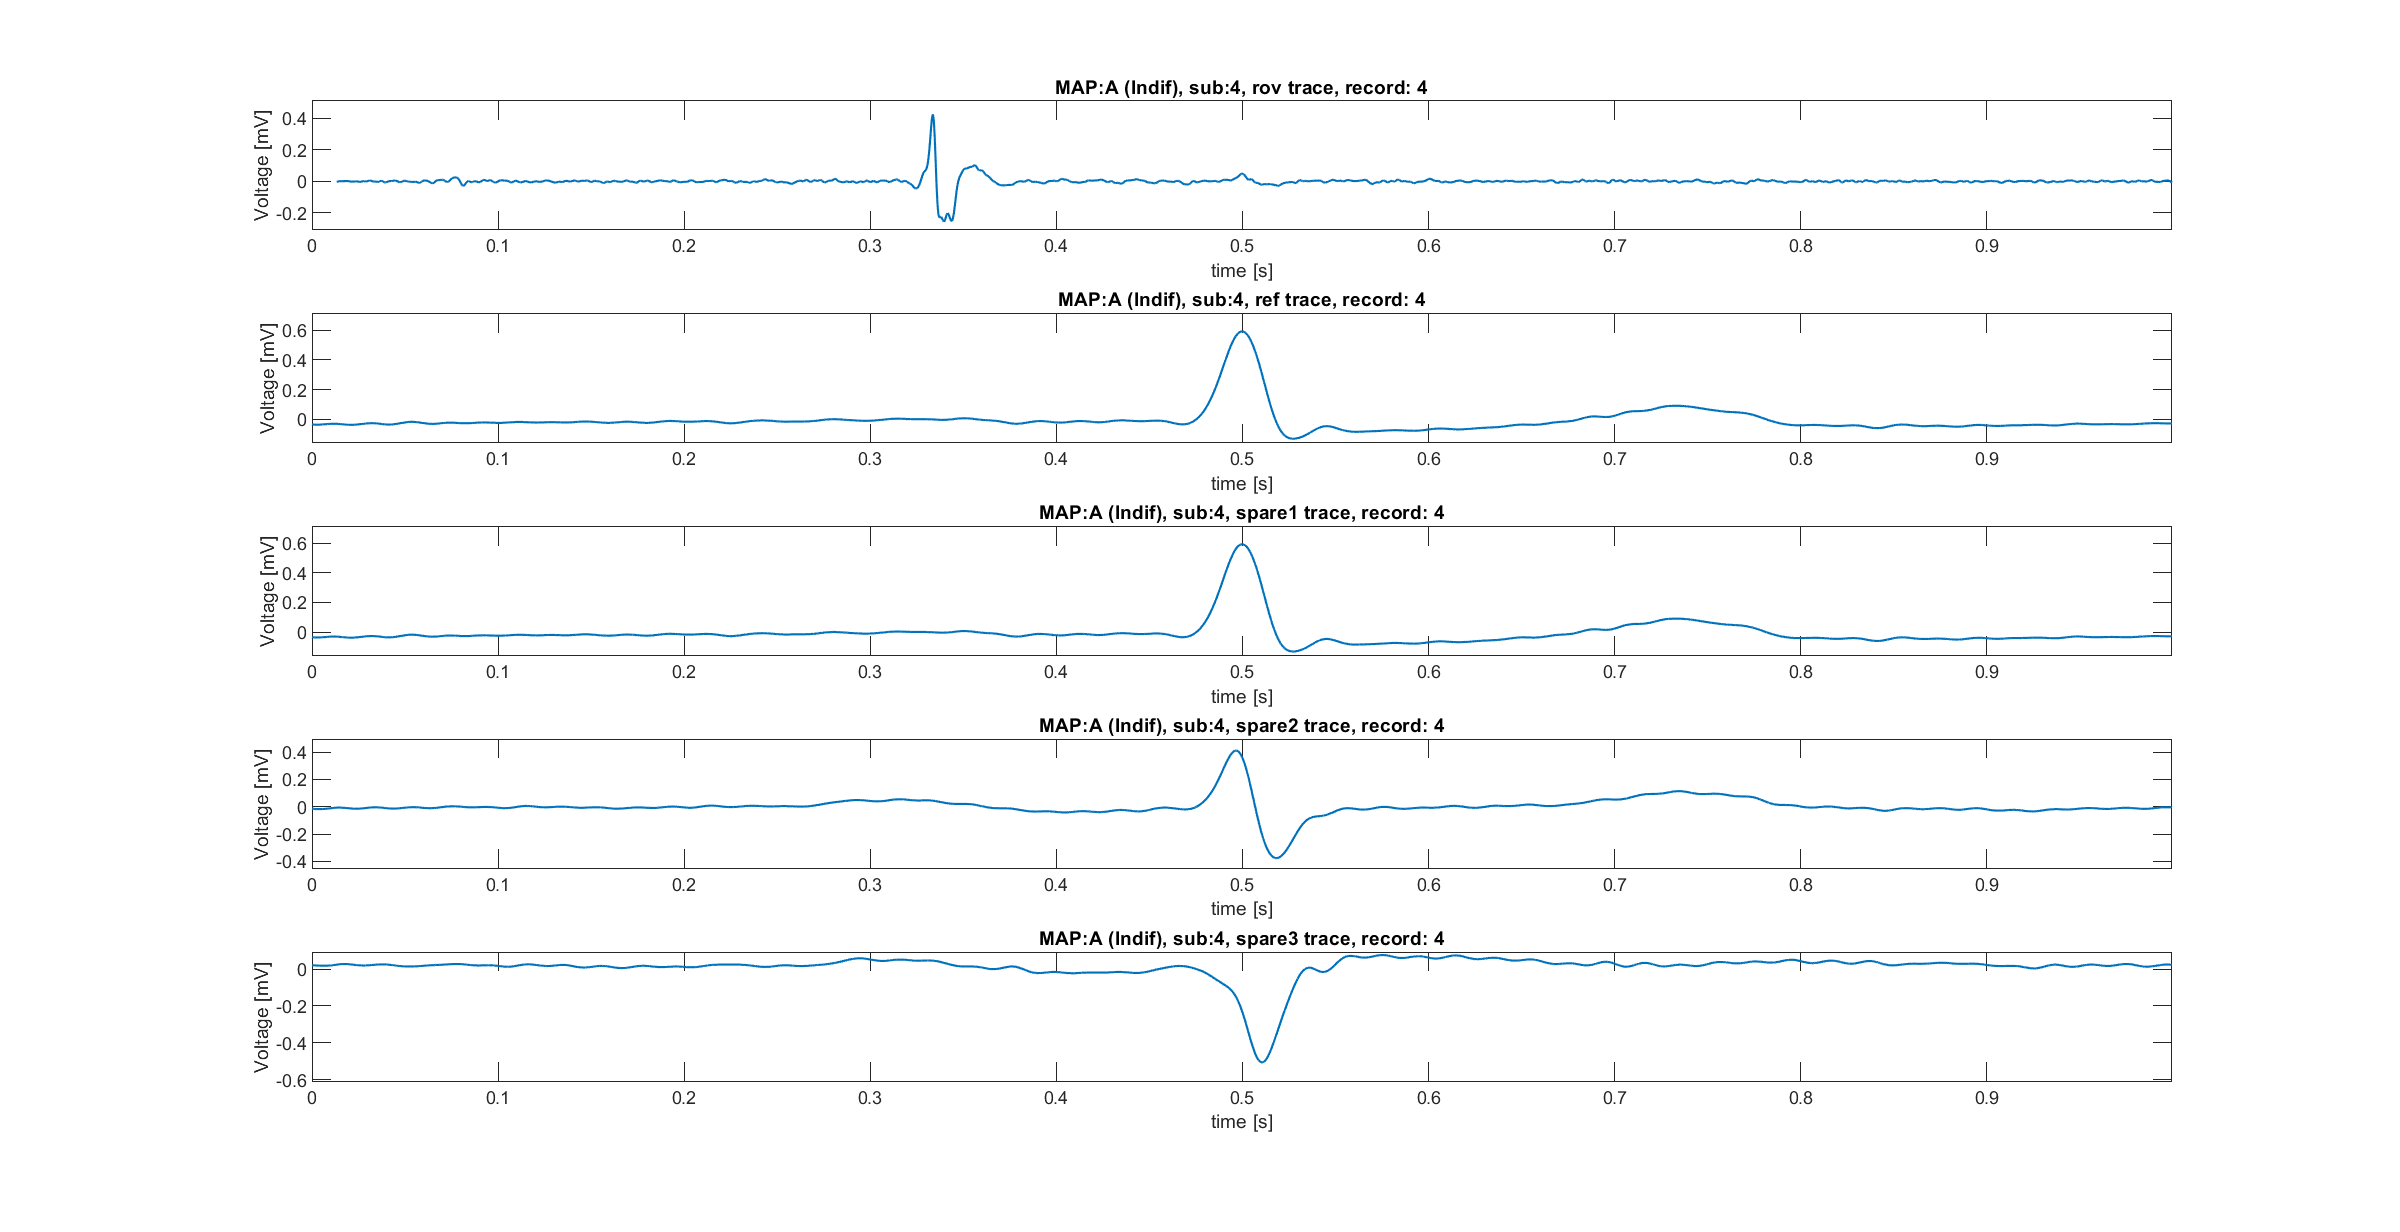 MAP:A (Indif), sub:4, rov trace, record: 4
Voltage [mV]
0.4
0.2
0
-0.2
0 0.1 0.2 0.3 0.4 0.5 0.6 0.7 0.8 0.9
time [s]
MAP:A (Indif), sub:4, ref trace, record: 4
Voltage [mV]
0.6
0.4
0.2
0
0 0.1 0.2 0.3 0.4 0.5 0.6 0.7 0.8 0.9
time [s]
MAP:A (Indif), sub:4, spare1 trace, record: 4
Voltage [mV]
0.6
0.4
0.2
0
0 0.1 0.2 0.3 0.4 0.5 0.6 0.7 0.8 0.9
time [s]
MAP:A (Indif), sub:4, spare2 trace, record: 4
Voltage [mV]
0.4
0.2
0
-0.2
-0.4
0 0.1 0.2 0.3 0.4 0.5 0.6 0.7 0.8 0.9
time [s]
MAP:A (Indif), sub:4, spare3 trace, record: 4
Voltage [mV]
0
-0.2
-0.4
-0.6
0 0.1 0.2 0.3 0.4 0.5 0.6 0.7 0.8 0.9
time [s]